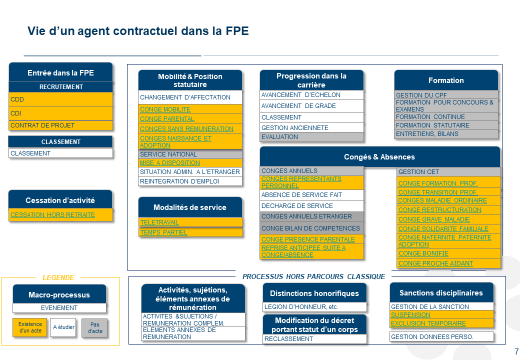 Vie d’un agent contractuel dans la FPE
Entrée dans la FPE
RECRUTEMENT
CDD
CDI
CONTRAT DE PROJET
CLASSEMENT
CLASSEMENT
Cessation d’activité
CESSATION HORS RETRAITE
Mobilité & Position
statutaire
CHANGEMENT D’AFFECTATION
CONGE MOBILITE
CONGE PARENTAL
CONGES SANS REMUNERATION
CONGES NAISSANCE ET
ADOPTION
SERVICE NATIONAL
MISE A DISPOSITION
SITUATION ADMIN. A L’ETRANGER
REINTEGRATION D’EMPLOI
Modalités de service
TELETRAVAIL
TEMPS PARTIEL
Progression dans la
carrière
AVANCEMENT D’ECHELON
AVANCEMENT DE GRADE
CLASSEMENT
GESTION ANCIENNETE
EVALUATION
Formation
GESTION DU CPF
FORMATION POUR CONCOURS &
EXAMENS
FORMATION CONTINUE
FORMATION STATUTAIRE
ENTRETIENS, BILANS
Congés & Absences
CONGES ANNUELS
CONGES REPRESENTANTS
PERSONNEL
ABSENCE DE SERVICE FAIT
DECHARGE DE SERVICE
CONGES ANNUELS ETRANGER
CONGE BILAN DE COMPETENCES
CONGE PRESENCE PARENTALE
REPRISE ANTICIPEE SUITE A
CONGE/ABSENCE
GESTION CET
CONGE FORMATION PROF.
CONGE TRANSITION PROF.
CONGES MALADIE ORDINAIRE
CONGE RESTRUCTURATION
CONGE GRAVE MALADIE
CONGE SOLIDARITE FAMILIALE
CONGE MATERNITE PATERNITE
ADOPTION
CONGE BONIFIE
CONGE PROCHE AIDANT
LEGENDE
Macro-processus
EVENEMENT
Existence
d’un acte
A étudier
Pas
d’acte
PROCESSUS HORS PARCOURS CLASSIQUE
Activités, sujétions,
éléments annexes de
rémunération
ACTIVITES &SUJETIONS /
REMUNERATION COMPLEM.
ELEMENTS ANNEXES DE
REMUNERATION
Distinctions honorifiques
LEGION D’HONNEUR, etc.
Modification du décret
portant statut d’un corps
RECLASSEMENT
Sanctions disciplinaires
GESTION DE LA SANCTION
SUSPENSION
EXCLUSION TEMPORAIRE
GESTION DONNEES PERSO.
7